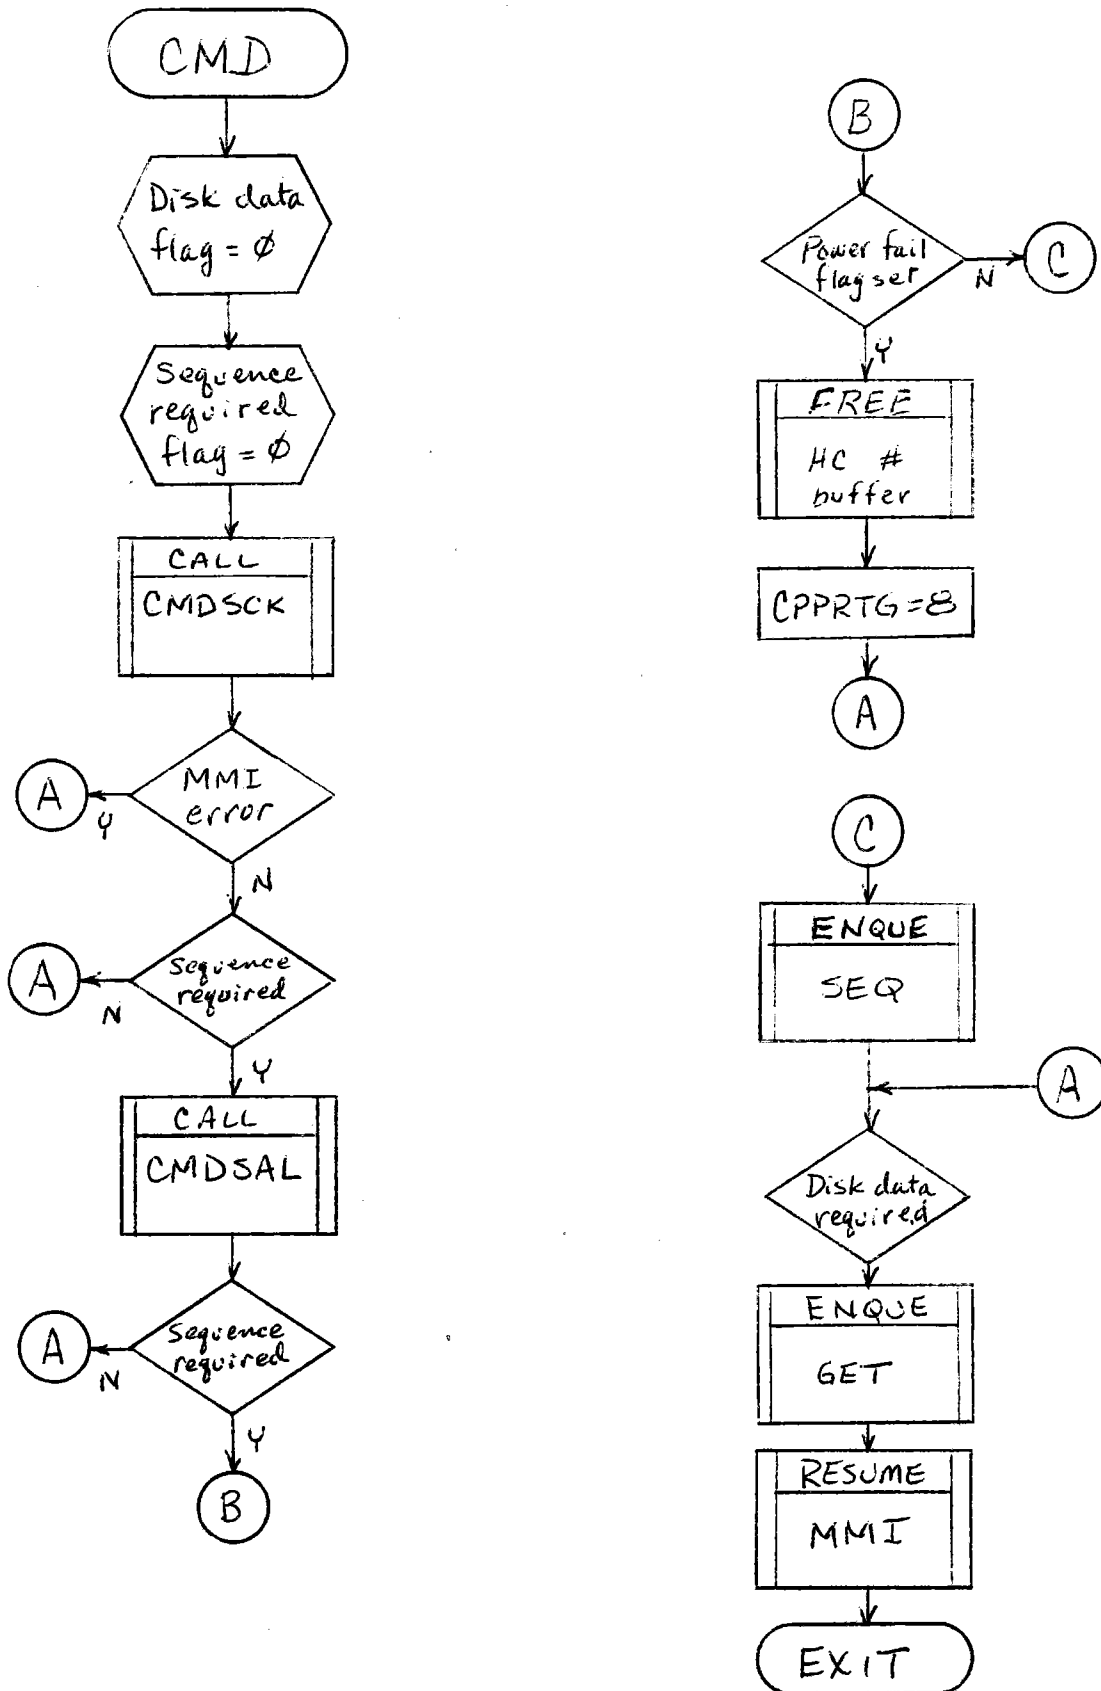 CMD
Disk data
flag = Ø
Sequence
required
flag = Ø
CALL
CMDSCK
MMI
error
A
Y
N
Sequence
required
A
N
Y
CALL
CMDSAL
Sequence
required
A
N
Y
B
B
Power fail
flag set
N
C
Y
FREE
HC #
buffer
CPPRTG = 8
A
C
ENQUE
SEQ
A
Disk data
required
ENQUE
GET
RESUME
MMI
EXIT